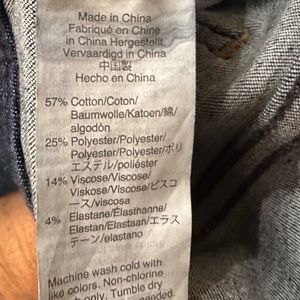 Made in China
Fabriqué en Chine
in China Hergestellt
Vervaardigd in China
中国製
Hecho en China
57% Cotton/Coton/
Baumwolle/Katoen/綿/
algodón
25% Polyester/Polyester/
Polyester/Polyester/ポリ
エステル/poliéster
14% Viscose/Viscose/
Viskose/Viscose/ビスコ
ース/viscosa
4% Elastane/Élasthanne/
Elastan/Elastaan/エラス
テーン/elastano
Machine wash cold with
like colors. Non-chlorine
only. Tumble dry
needed.